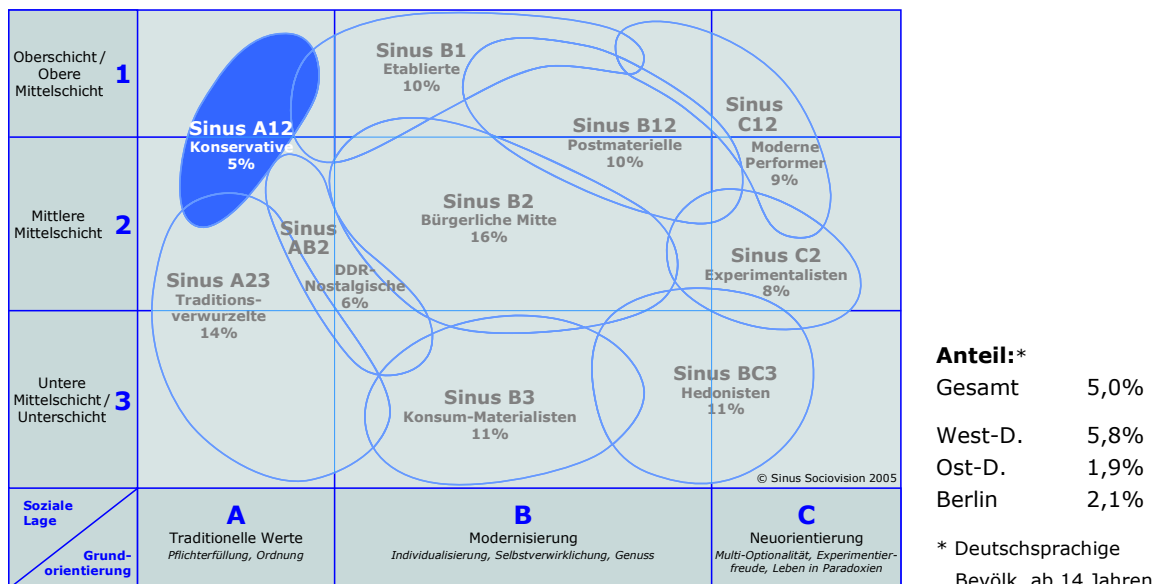 Oberschicht /
Obere
Mittelschicht
1
Mittlere
Mittelschicht
2
Untere
Mittelschicht /
Unterschicht
3
Sinus A12
Konservative
5%
Sinus B1
Etablierte
10%
Sinus B12
Postmaterielle
10%
Sinus
C12
Moderne
Performer
9%
Sinus
AB2
DDR-
Nostalgische
6%
Sinus B2
Bürgerliche Mitte
16%
Sinus C2
Experimentalisten
8%
Sinus A23
Traditions-
verwurzelte
14%
Sinus B3
Konsum-Materialisten
11%
Sinus BC3
Hedonisten
11%
© Sinus Sociovision 2005
Soziale
Lage
Grund-
orientierung
A
Traditionelle Werte
Pflichterfüllung, Ordnung
B
Modernisierung
Individualisierung, Selbstverwirklichung, Genuss
C
Neuorientierung
Multi-Optionalität, Experimentier-
freude, Leben in Paradoxien
Anteil:*
Gesamt 5,0%
West-D. 5,8%
Ost-D. 1,9%
Berlin 2,1%
* Deutschsprachige
Bevölk. ab 14 Jahren